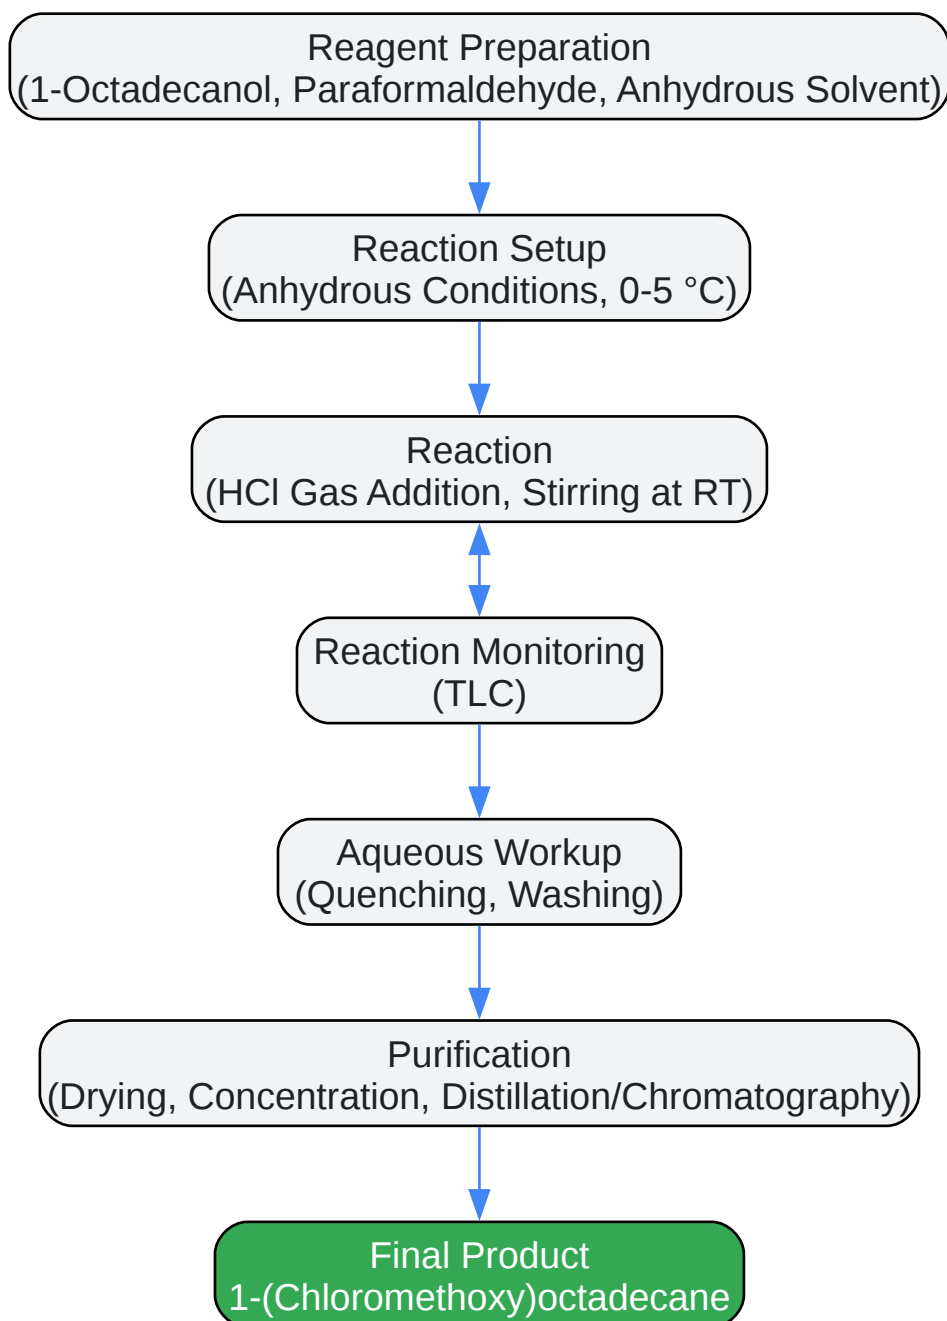 Reagent Preparation
(1-Octadecanol, Paraformaldehyde, Anhydrous Solvent)
Reaction Setup
(Anhydrous Conditions, 0-5 °C)
Reaction
(HCl Gas Addition, Stirring at RT)
Reaction Monitoring
(TLC)
Aqueous Workup
(Quenching, Washing)
Purification
(Drying, Concentration, Distillation/Chromatography)
Final Product
1-(Chloromethoxy)octadecane